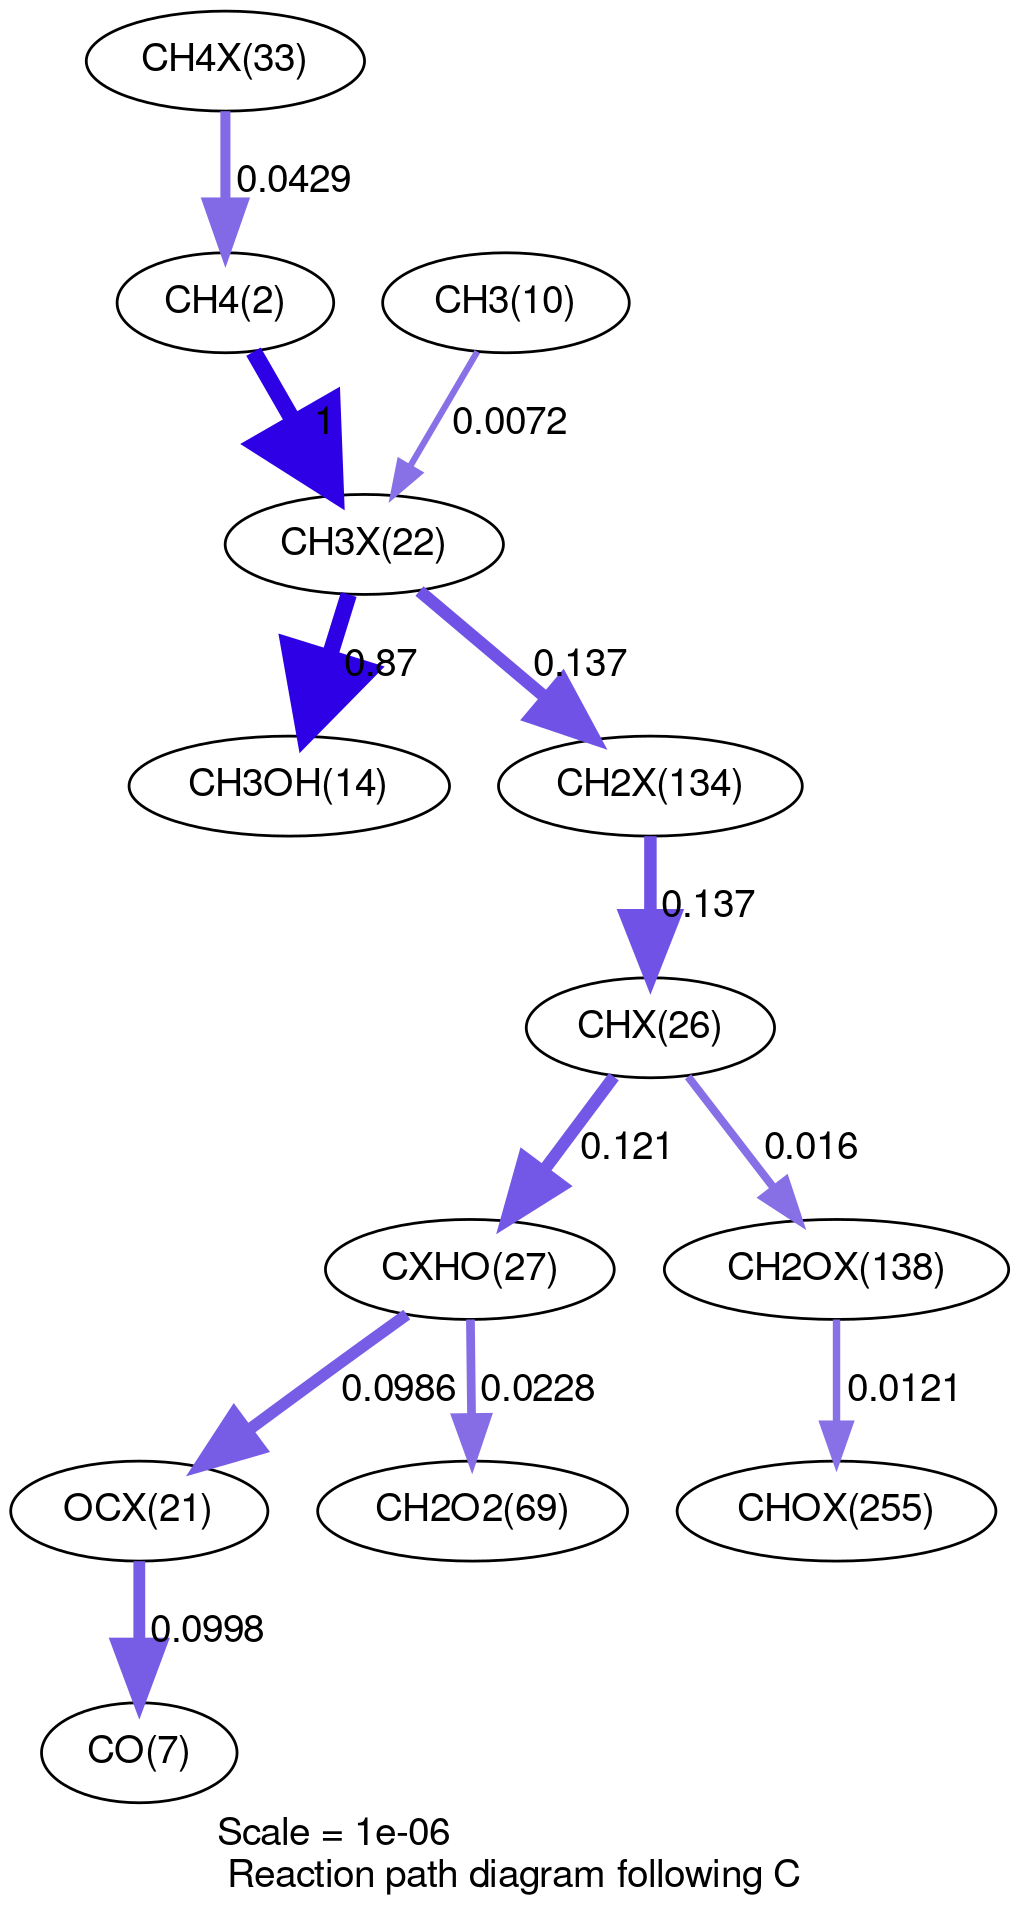 CH4X(33)
0.0429
CH4(2)
CH3(10)
1
0.0072
CH3X(22)
0.87
0.137
CH3OH(14)
CH2X(134)
0.137
CHX(26)
0.121
0.016
CXHO(27)
CH2OX(138)
0.0986
0.0228
0.0121
OCX(21)
CH2O2(69)
CHOX(255)
0.0998
CO(7)
Scale = 1e-06
Reaction path diagram following C